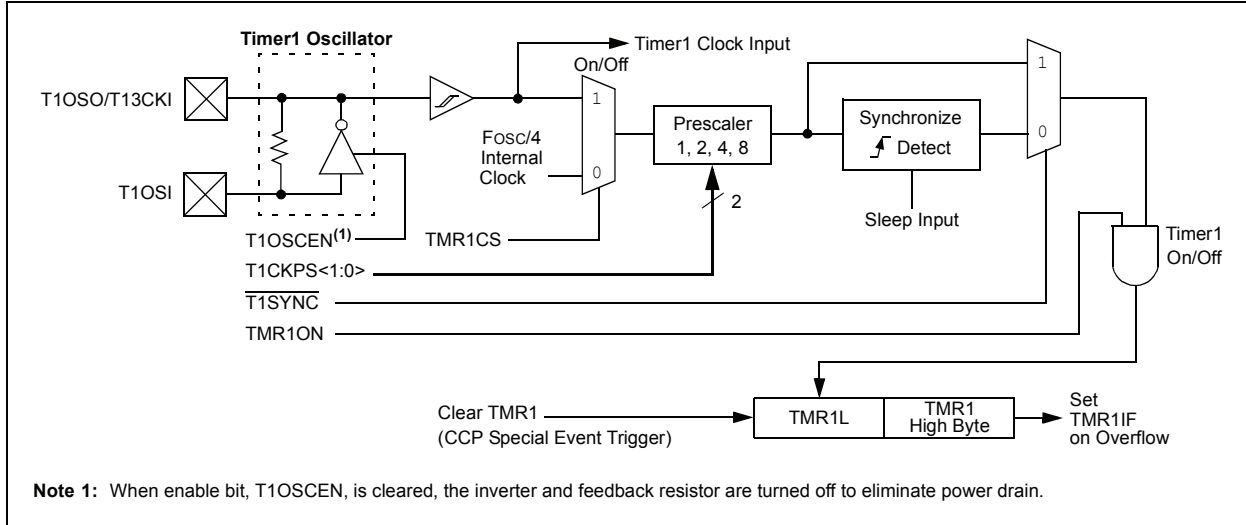 Timer1 Oscillator
Timer1 Clock Input
On/Off
T1OSO/T13CKI
1
1
FOSC/4
Internal
Clock
Prescaler
1, 2, 4, 8
Synchronize
Detect
0
0
T1OSI
2
Sleep Input
T1OSCEN(1)
TMR1CS
Timer1
On/Off
T1CKPS<1:0>
T1SYNC
TMR1ON
Clear TMR1
(CCP Special Event Trigger)
TMR1L
TMR1
High Byte
Set
TMR1IF
on Overflow
Note 1: When enable bit, T1OSCEN, is cleared, the inverter and feedback resistor are turned off to eliminate power drain.